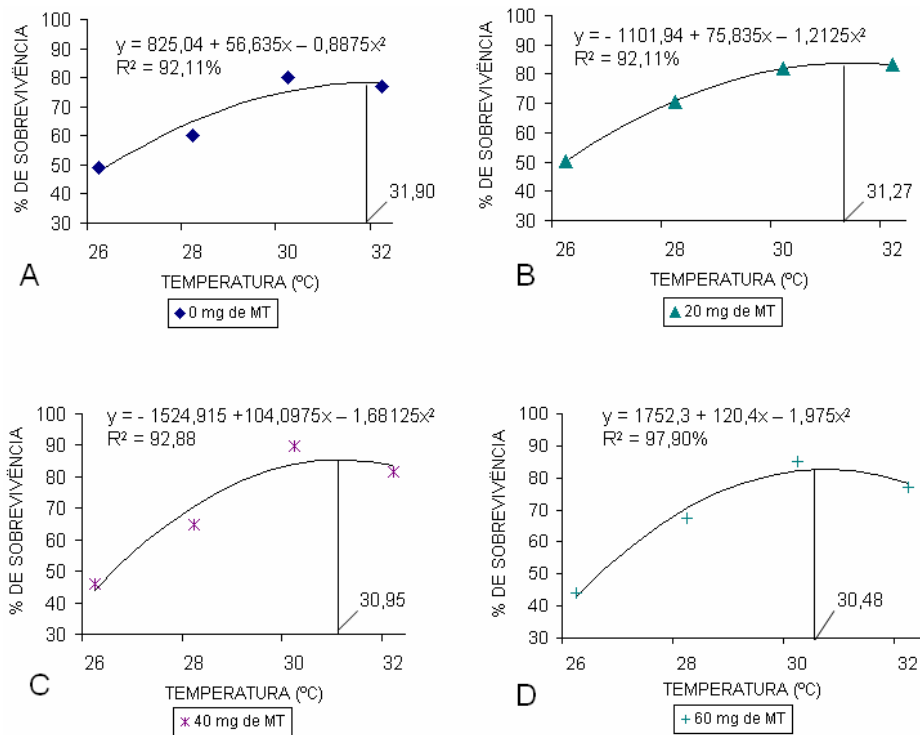 y = 825,04 + 56,635x – 0,8875x²
R² = 92,11%
% DE SOBREVIVËNCIA
100
90
80
70
60
50
40
30
31,90
26
28
30
32
TEMPERATURA (ºC)
A
0 mg de MT
y = - 1101,94 + 75,835x – 1,2125x²
R² = 92,11%
% DE SOBREVIVËNCIA
100
90
80
70
60
50
40
30
31,27
26
28
30
32
TEMPERATURA (ºC)
B
20 mg de MT
y = - 1524,915 +104,0975x – 1,68125x²
R² = 92,88
% DE SOBREVIVËNCIA
100
90
80
70
60
50
40
30
30,95
26
28
30
32
TEMPERATURA (ºC)
C
40 mg de MT
y = 1752,3 + 120,4x – 1,975x²
R² = 97,90%
% DE SOBREVIVËNCIA
100
90
80
70
60
50
40
30
30,48
26
28
30
32
TEMPERATURA (ºC)
D
60 mg de MT